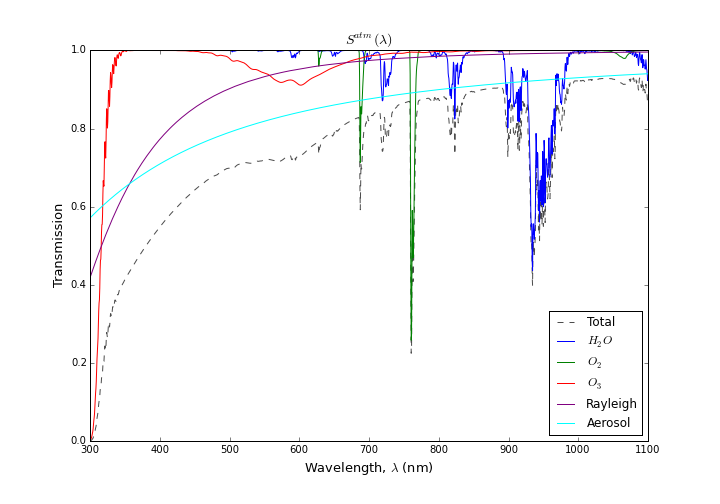 S^{atm}(λ)
1.0
0.8
0.6
0.4
0.2
0.0
Transmission
300 400 500 600 700 800 900 1000 1100
Wavelength, λ (nm)
Total
H₂O
O₂
O₃
Rayleigh
Aerosol